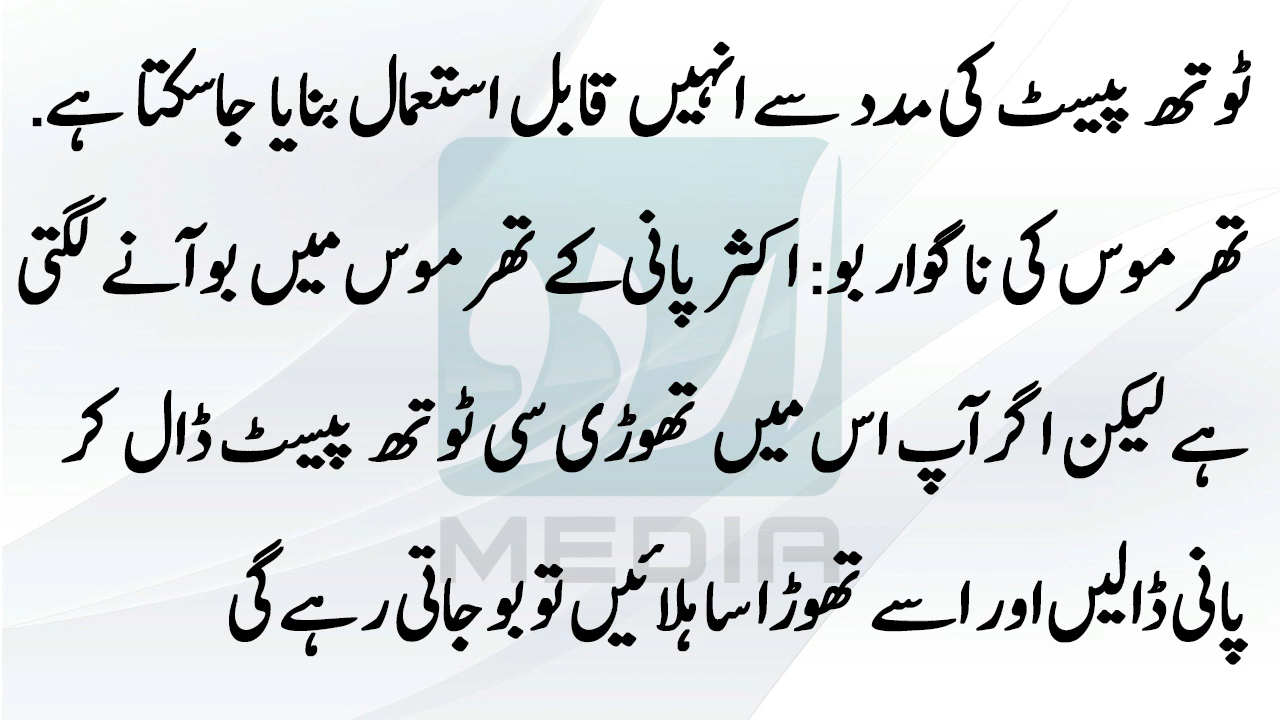 ٹوتھ پیسٹ کی مدد سے انہیں قابل استعمال بنایا جاسکتا ہے.
تھرموس کی ناگوار بو: اکثر پانی کے تھرموس میں بو آنے لگتی
ہے لیکن اگر آپ اس میں تھوڑی سی ٹوتھ پیسٹ ڈال کر
پانی ڈالیں اور اسے تھوڑا سا ہلائیں تو بو جاتی رہے گی
اردو
MEDIA